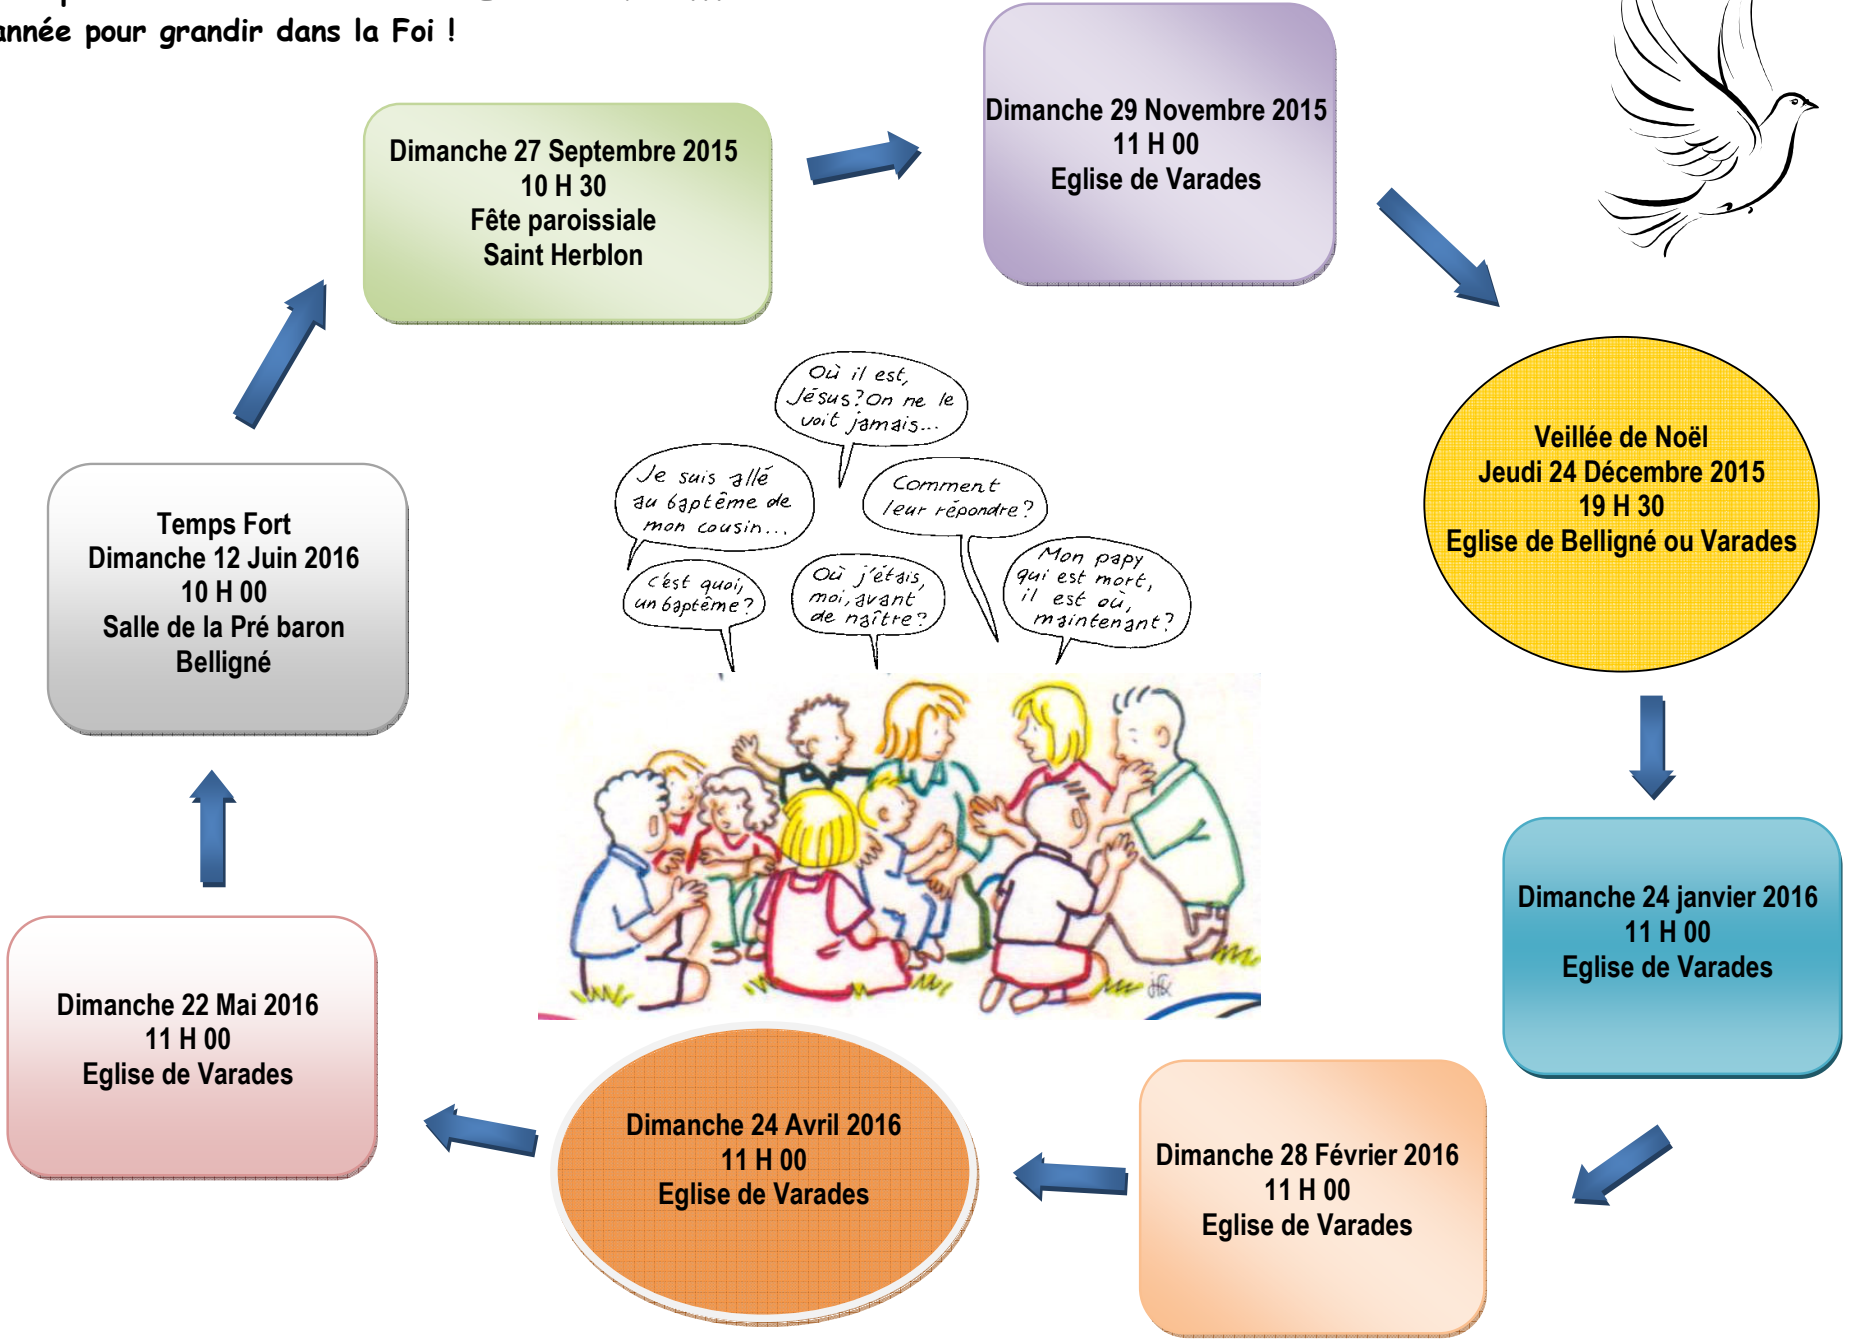 année pour grandir dans la Foi !
Dimanche 27 Septembre 2015
10 H 30
Fête paroissiale
Saint Herblon
Dimanche 29 Novembre 2015
11 H 00
Eglise de Varades
Veillée de Noël
Jeudi 24 Décembre 2015
19 H 30
Eglise de Belligné ou Varades
Dimanche 24 janvier 2016
11 H 00
Eglise de Varades
Dimanche 28 Février 2016
11 H 00
Eglise de Varades
Dimanche 24 Avril 2016
11 H 00
Eglise de Varades
Dimanche 22 Mai 2016
11 H 00
Eglise de Varades
Temps Fort
Dimanche 12 Juin 2016
10 H 00
Salle de la Pré baron
Belligné
Où il est,
Jésus? On ne le
voit jamais...
Je suis allé
au baptême de
mon cousin...
Comment
leur répondre?
c'est quoi,
un baptême?
Où j'étais,
moi, avant
de naître?
Mon papy
qui est mort,
il est où,
maintenant?